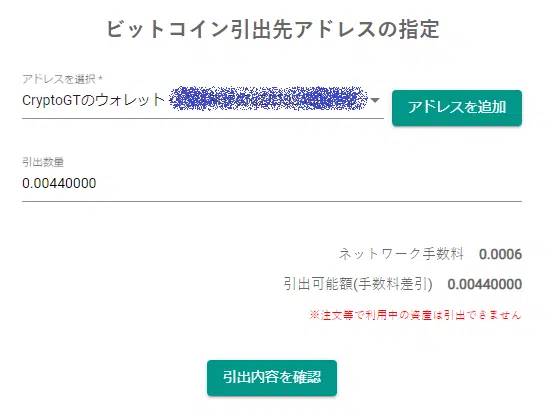 ビットコイン引出先アドレスの指定
アドレスを選択 *
CryptoGTのウォレット
アドレスを追加
引出数量
0.00440000
ネットワーク手数料 0.0006
引出可能額(手数料差引) 0.00440000
※注文等で利用中の資産は引出できません
引出内容を確認